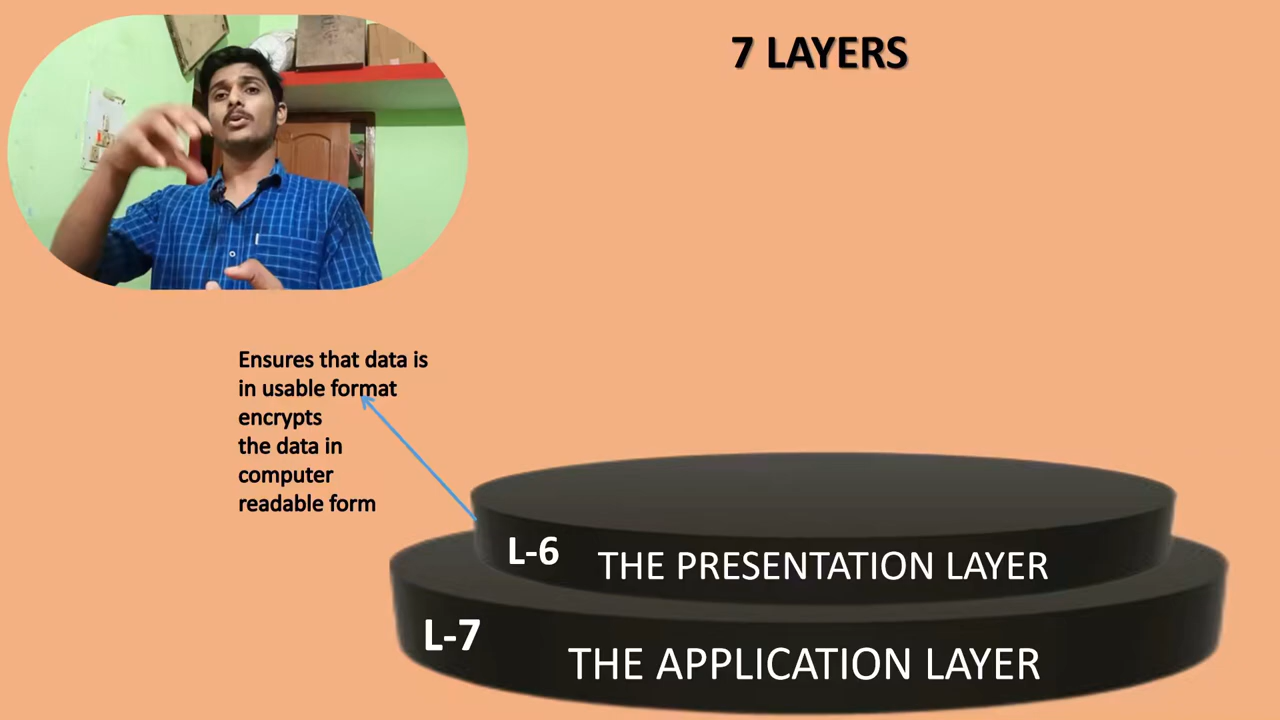 7 LAYERS
Ensures that data is
in usable format
encrypts
the data in
computer
readable form
L-6 THE PRESENTATION LAYER
L-7 THE APPLICATION LAYER